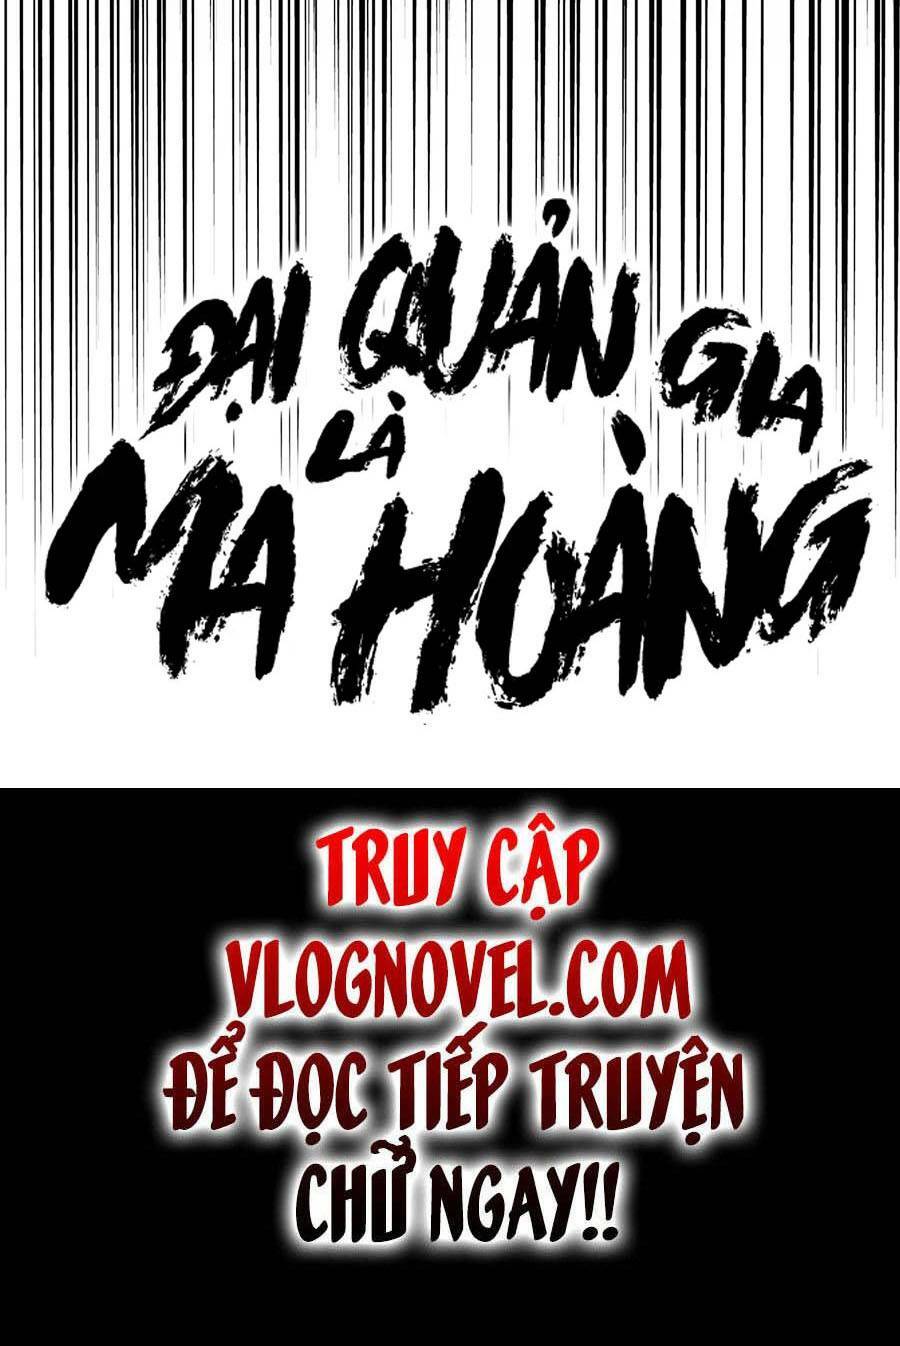 ĐẠI QUẢN GIA
LÀ
MA HOÀNG
TRUY CẬP
VLOGNOVEL.COM
ĐỂ ĐỌC TIẾP TRUYỆN
CHỮ NGAY!!